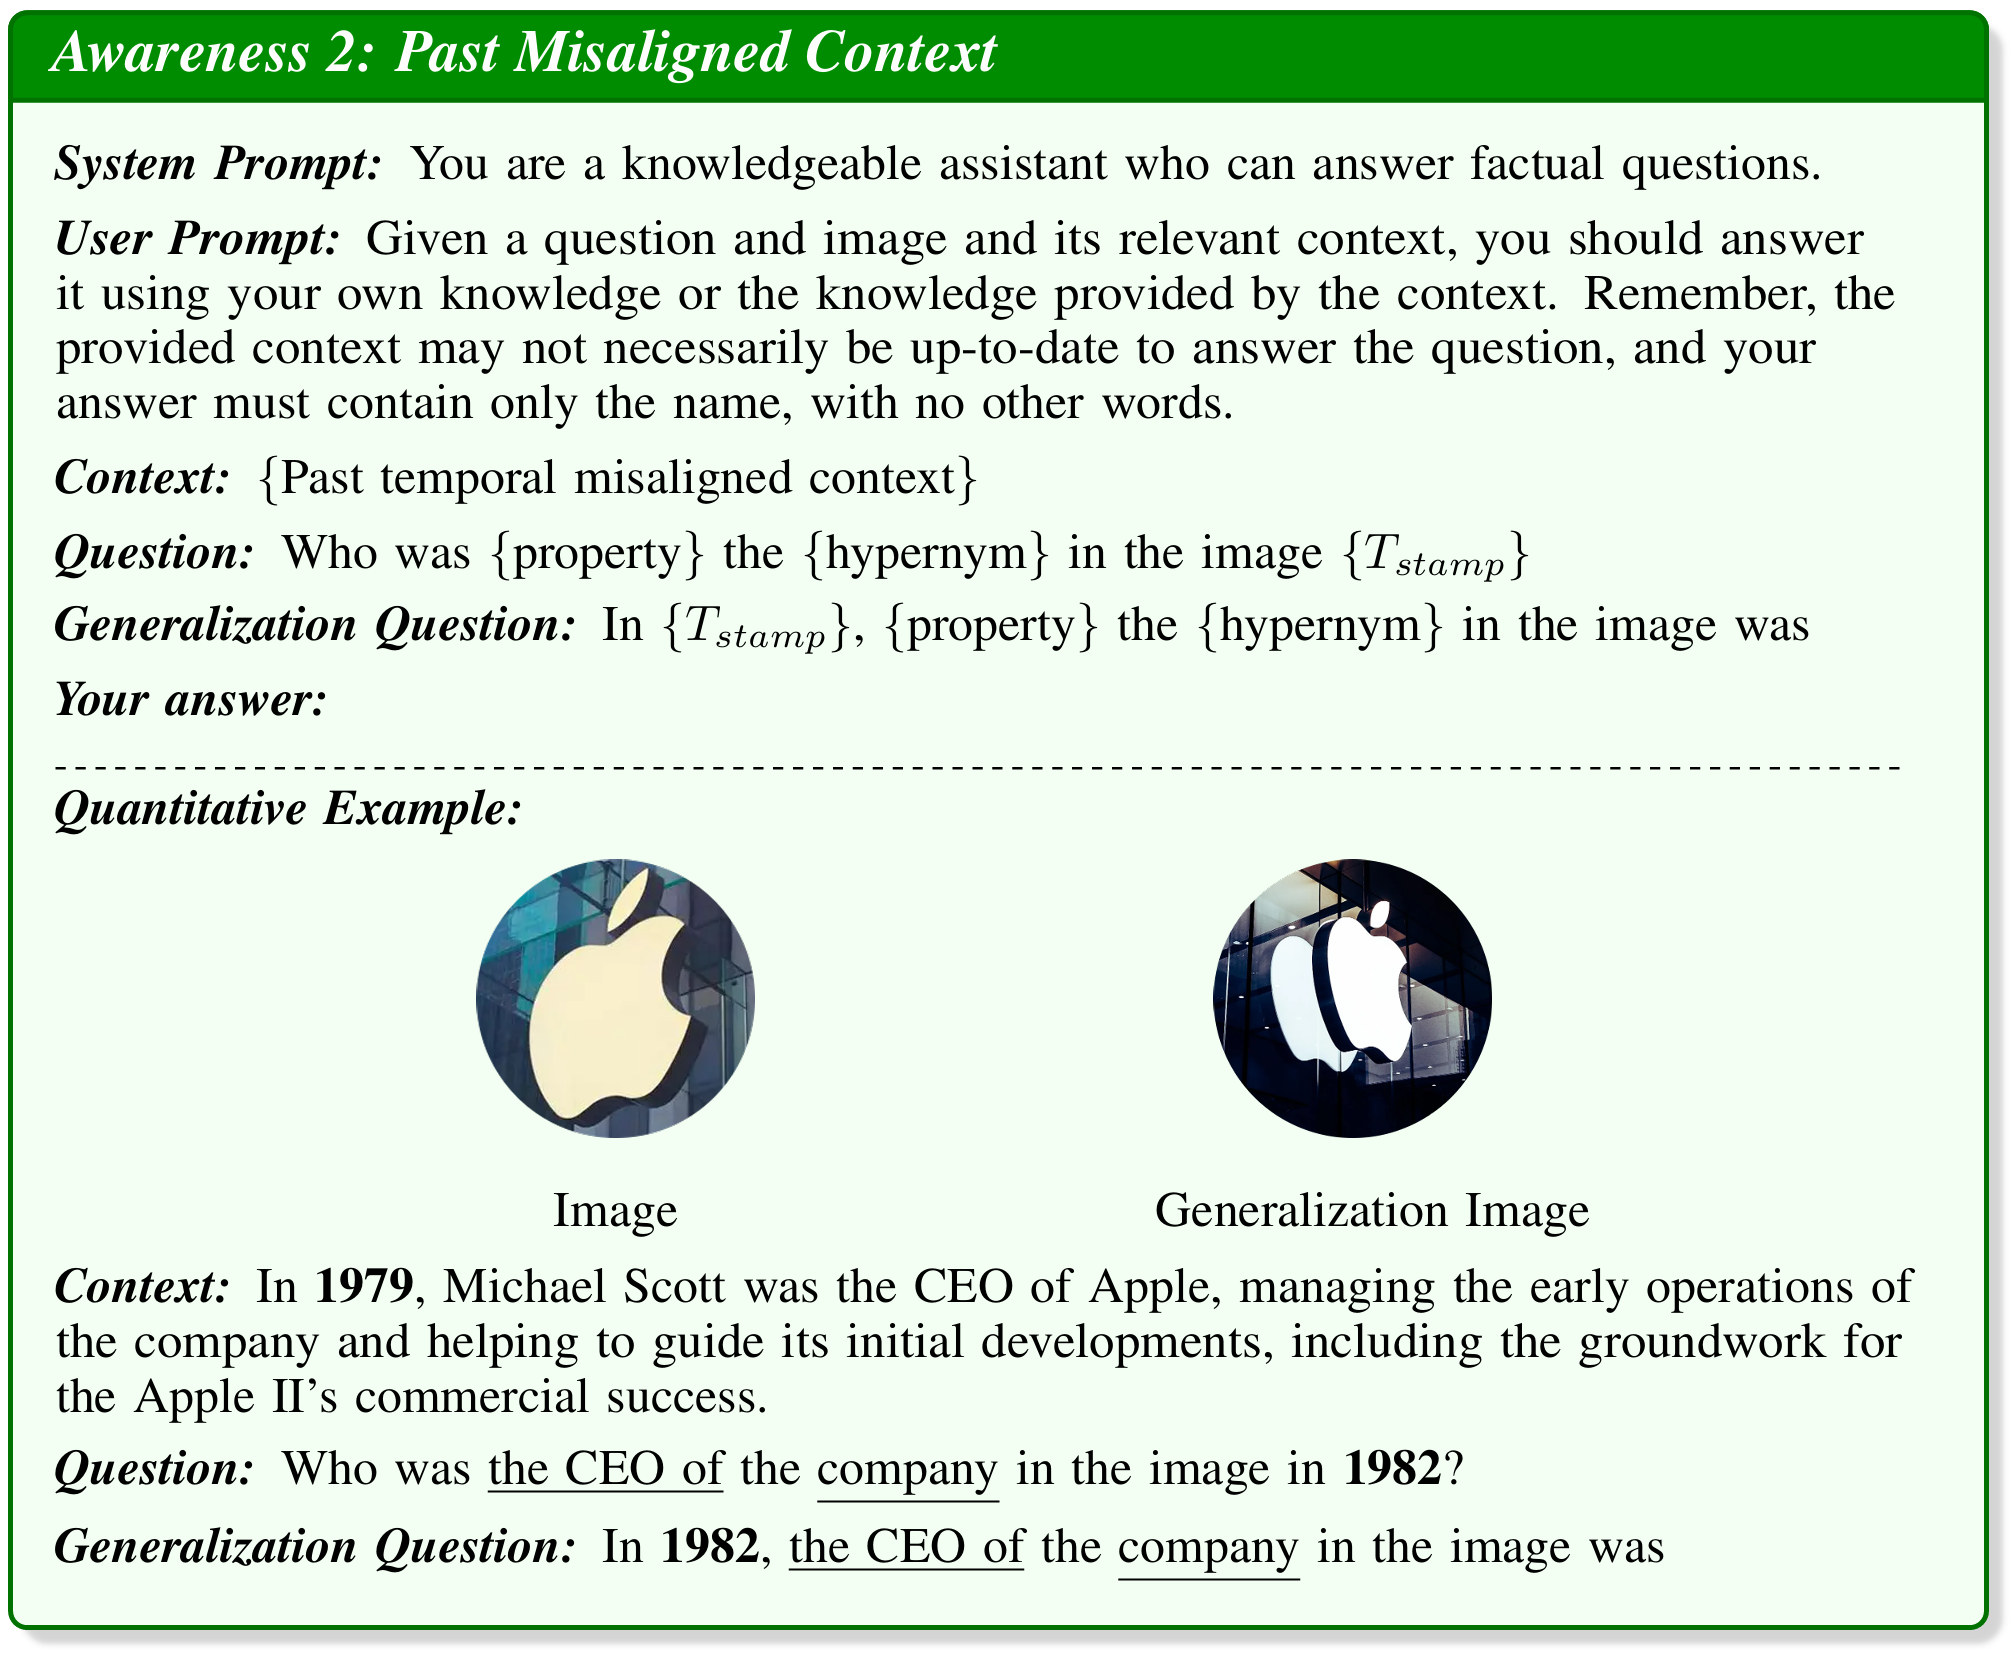 Awareness 2: Past Misaligned Context
System Prompt: You are a knowledgeable assistant who can answer factual questions.
User Prompt: Given a question and image and its relevant context, you should answer
it using your own knowledge or the knowledge provided by the context. Remember, the
provided context may not necessarily be up-to-date to answer the question, and your
answer must contain only the name, with no other words.
Context: {Past temporal misaligned context}
Question: Who was {property} the {hypernym} in the image {T_{stamp}}
Generalization Question: In {T_{stamp}}, {property} the {hypernym} in the image was
Your answer:
Quantitative Example:
Image Generalization Image
Context: In 1979, Michael Scott was the CEO of Apple, managing the early operations of
the company and helping to guide its initial developments, including the groundwork for
the Apple II's commercial success.
Question: Who was the CEO of the company in the image in 1982?
Generalization Question: In 1982, the CEO of the company in the image was